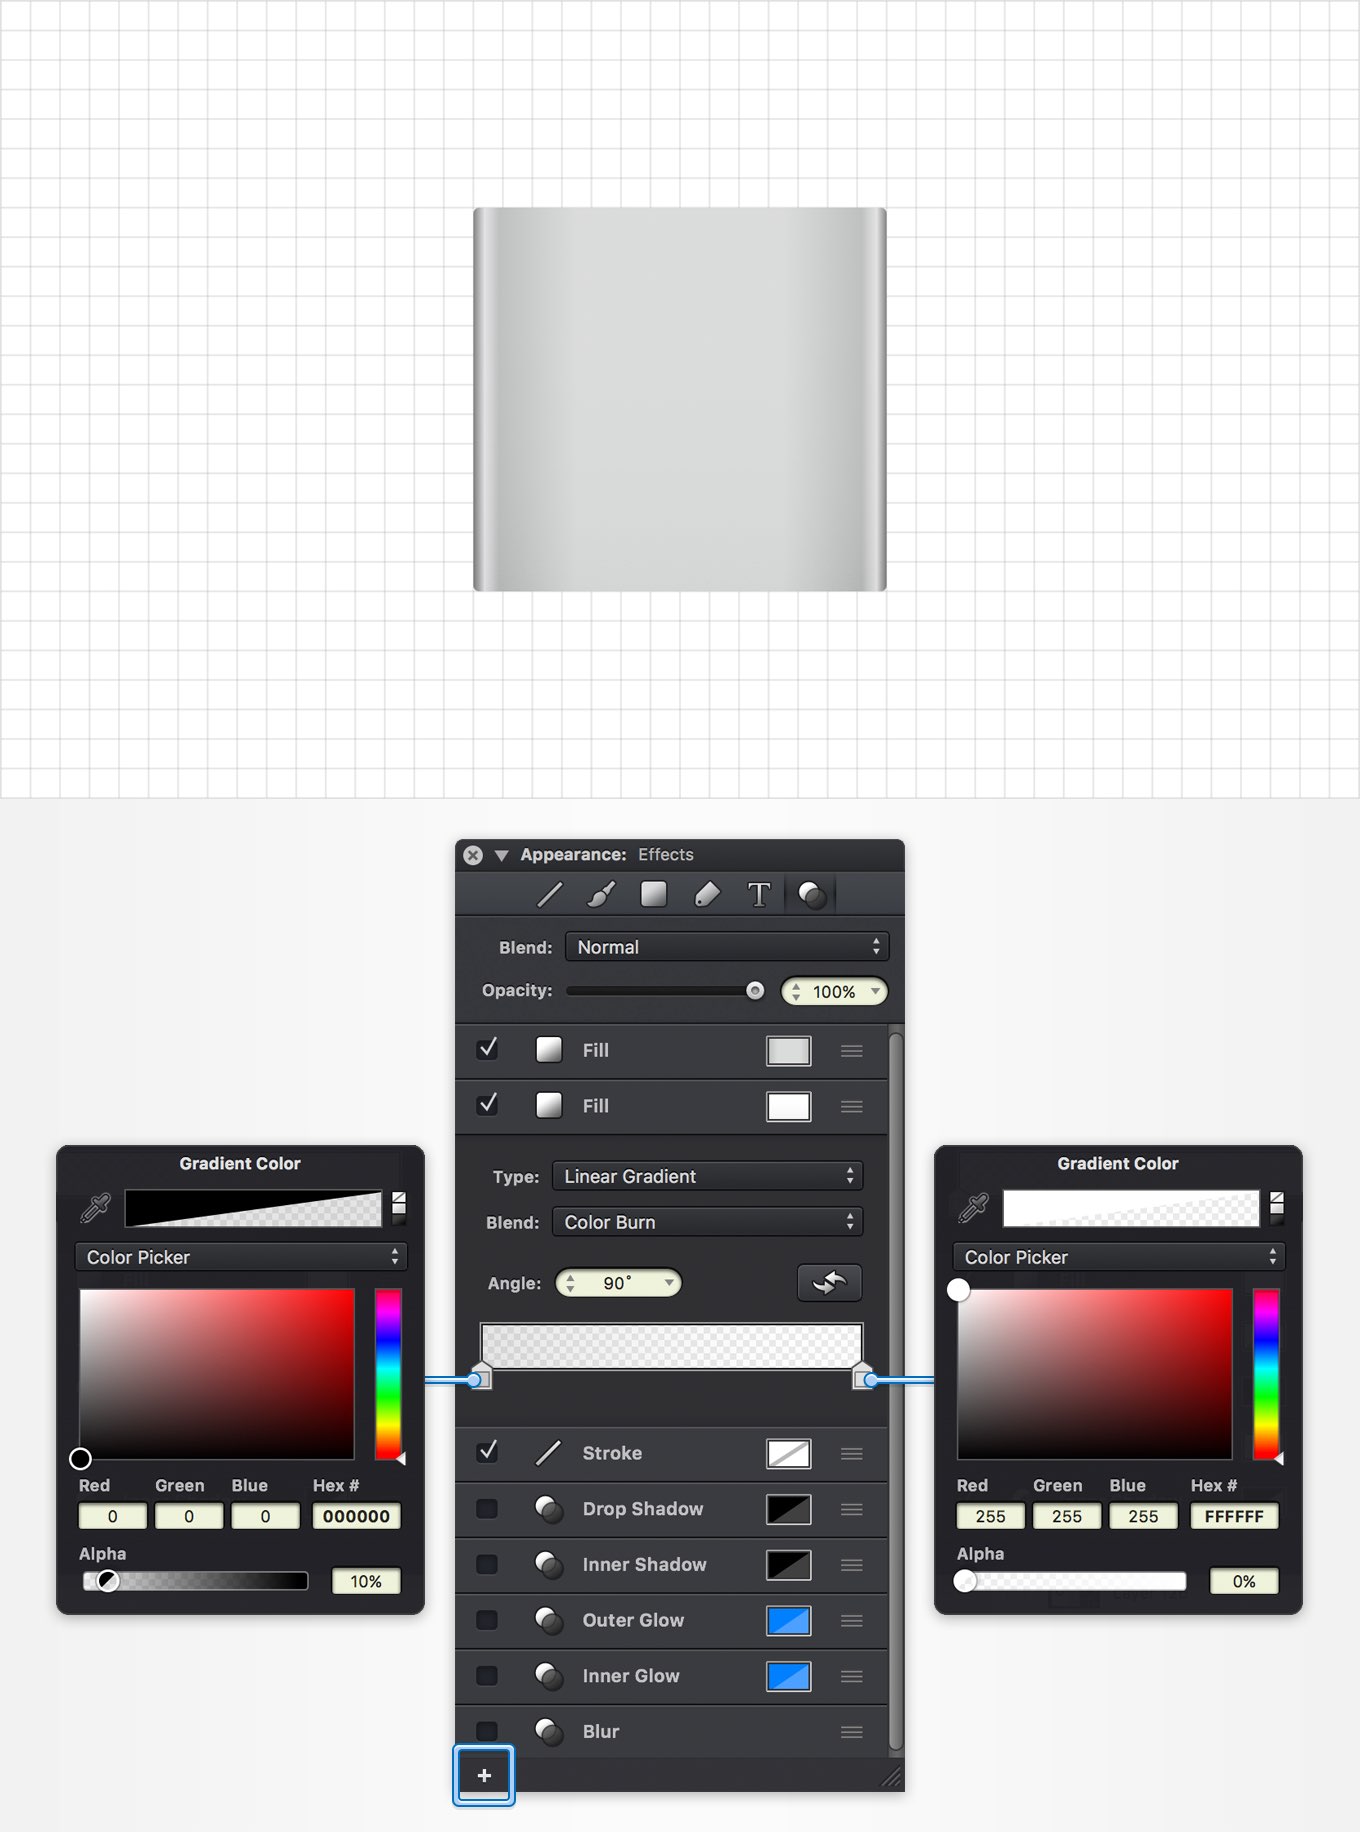 Appearance: Effects
T
Blend: Normal
Opacity: 100%
Fill
Fill
Type: Linear Gradient
Blend: Color Burn
Angle: 90°
Stroke
Drop Shadow
Inner Shadow
Outer Glow
Inner Glow
Blur
+
Gradient Color
Color Picker
Red Green Blue Hex #
0 0 0 000000
Alpha
10%
Gradient Color
Color Picker
Red Green Blue Hex #
255 255 255 FFFFFF
Alpha
0%